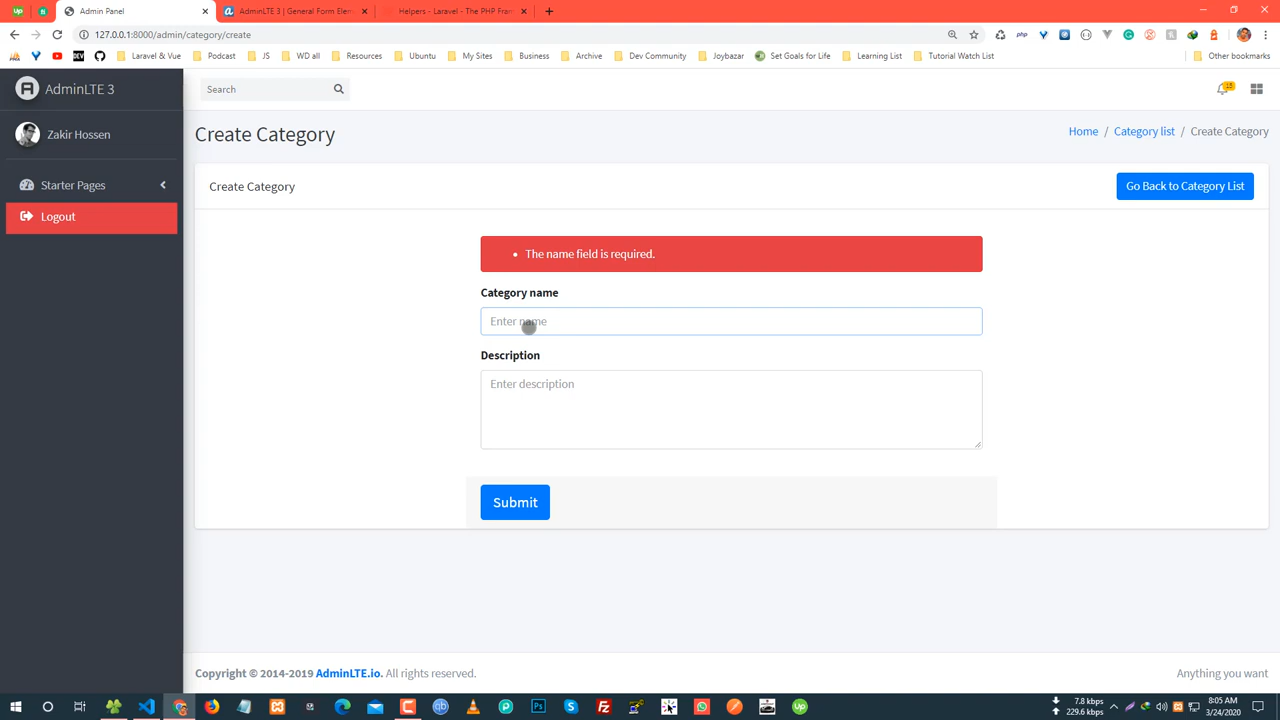 Admin Panel
AdminLTE 3 | General Form Elem
Helpers - Laravel - The PHP Fram
127.0.0.1:8000/admin/category/create
Laravel & Vue
Podcast
JS
WD all
Resources
Ubuntu
My Sites
Business
Archive
Dev Community
Joybazar
Set Goals for Life
Learning List
Tutorial Watch List
Other bookmarks
AdminLTE 3
Search
15
Zakir Hossen
Create Category
Home / Category list / Create Category
Starter Pages
Logout
Create Category
Go Back to Category List
The name field is required.
Category name
Enter name
Description
Enter description
Submit
Copyright © 2014-2019 AdminLTE.io. All rights reserved.
Anything you want
7.8 kbps
229.6 kbps
8:05 AM
3/24/2020